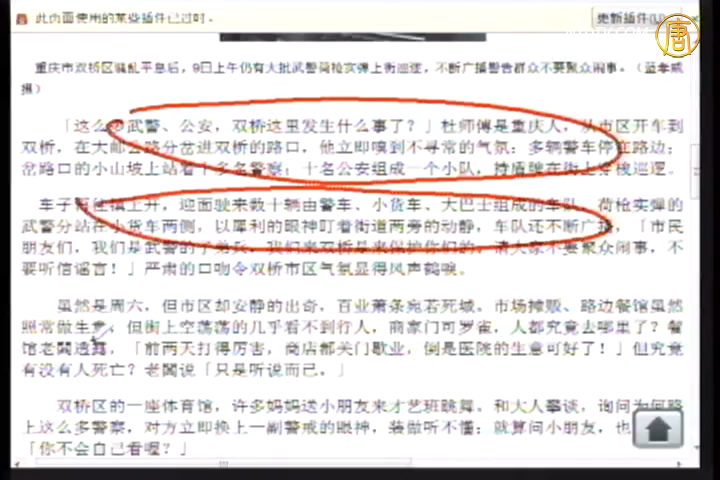 此页面使用的某些插件已过时。
更新插件
唐
重庆市双桥区骚乱平息后，9日上午仍有大批武警荷枪实弹上街巡逻，不断广播警告群众不要聚众闹事。（蓝孝威
摄）
「这么 武警、公安，双桥这里发生什么事了？」杜师傅是重庆人，从市区开车到
双桥，在大邮公路分岔进双桥的路口，他立即嗅到不寻常的气氛：多辆警车停在路边；
岔路口的小山坡上站着十多名警察；十名公安组成一个小队，持盾牌在街上穿梭巡逻。
车子 上开，迎面驶来数十辆由警车、小货车、大巴士组成的车队，荷枪实弹的
武警分站在小货车两侧，以犀利的眼神盯着街道两旁的动静，车队还不断广播，「市民
朋友们，我们是武警的子弟兵，我们来双桥是来保护你们的，请大家不要聚众闹事，不
要听信谣言！」严肃的口吻令双桥市区气氛显得风声鹤唳。
虽然是周六，但市区却安静的出奇，百业萧条宛若死城。市场摊贩、路边餐馆虽然
照常做生意，但街上空荡荡的几乎看不到行人，商家门可罗雀，人都究竟去哪里了？餐
馆老闆透露，「前两天打得厉害，商店都关门歇业，倒是医院的生意可好了！」但究竟
有没有人死亡？老闆说「只是听说而已。」
双桥区的一座体育馆，许多妈妈送小朋友来才艺班跳舞。和大人攀谈，询问为何路
上这么多警察，对方立即换上一副警戒的眼神，装做听不懂；就算问小朋友，也
「你不会自己看喔？」